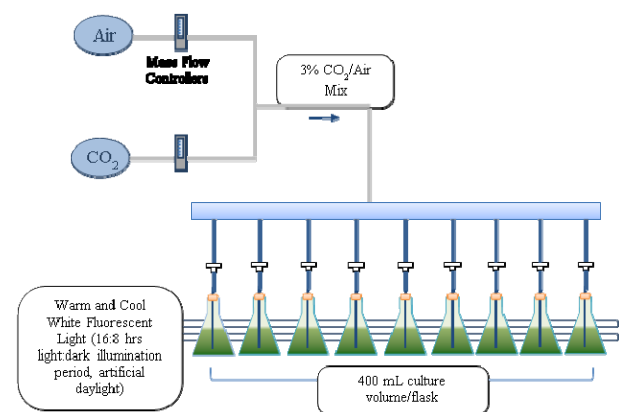 Air
Mass Flow
Controllers
3% CO₂/Air
Mix
CO₂
Warm and Cool
White Fluorescent
Light (16:8 hrs
light:dark illumination
period, artificial
daylight)
400 mL culture
volume/flask